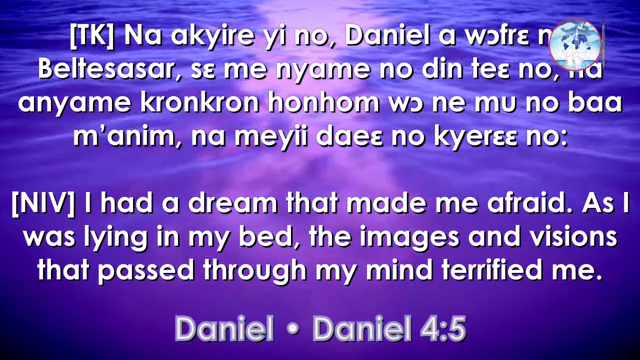 [TK] Na akyire yi no, Daniel a wɔfrɛ
Beltesasar, sɛ me nyame no din teɛ no, na
anyame kronkron honhom wɔ ne mu no baa
m'anim, na meyii daeɛ no kyerɛɛ no:
[NIV] I had a dream that made me afraid. As I
was lying in my bed, the images and visions
that passed through my mind terrified me.
Daniel • Daniel 4:5